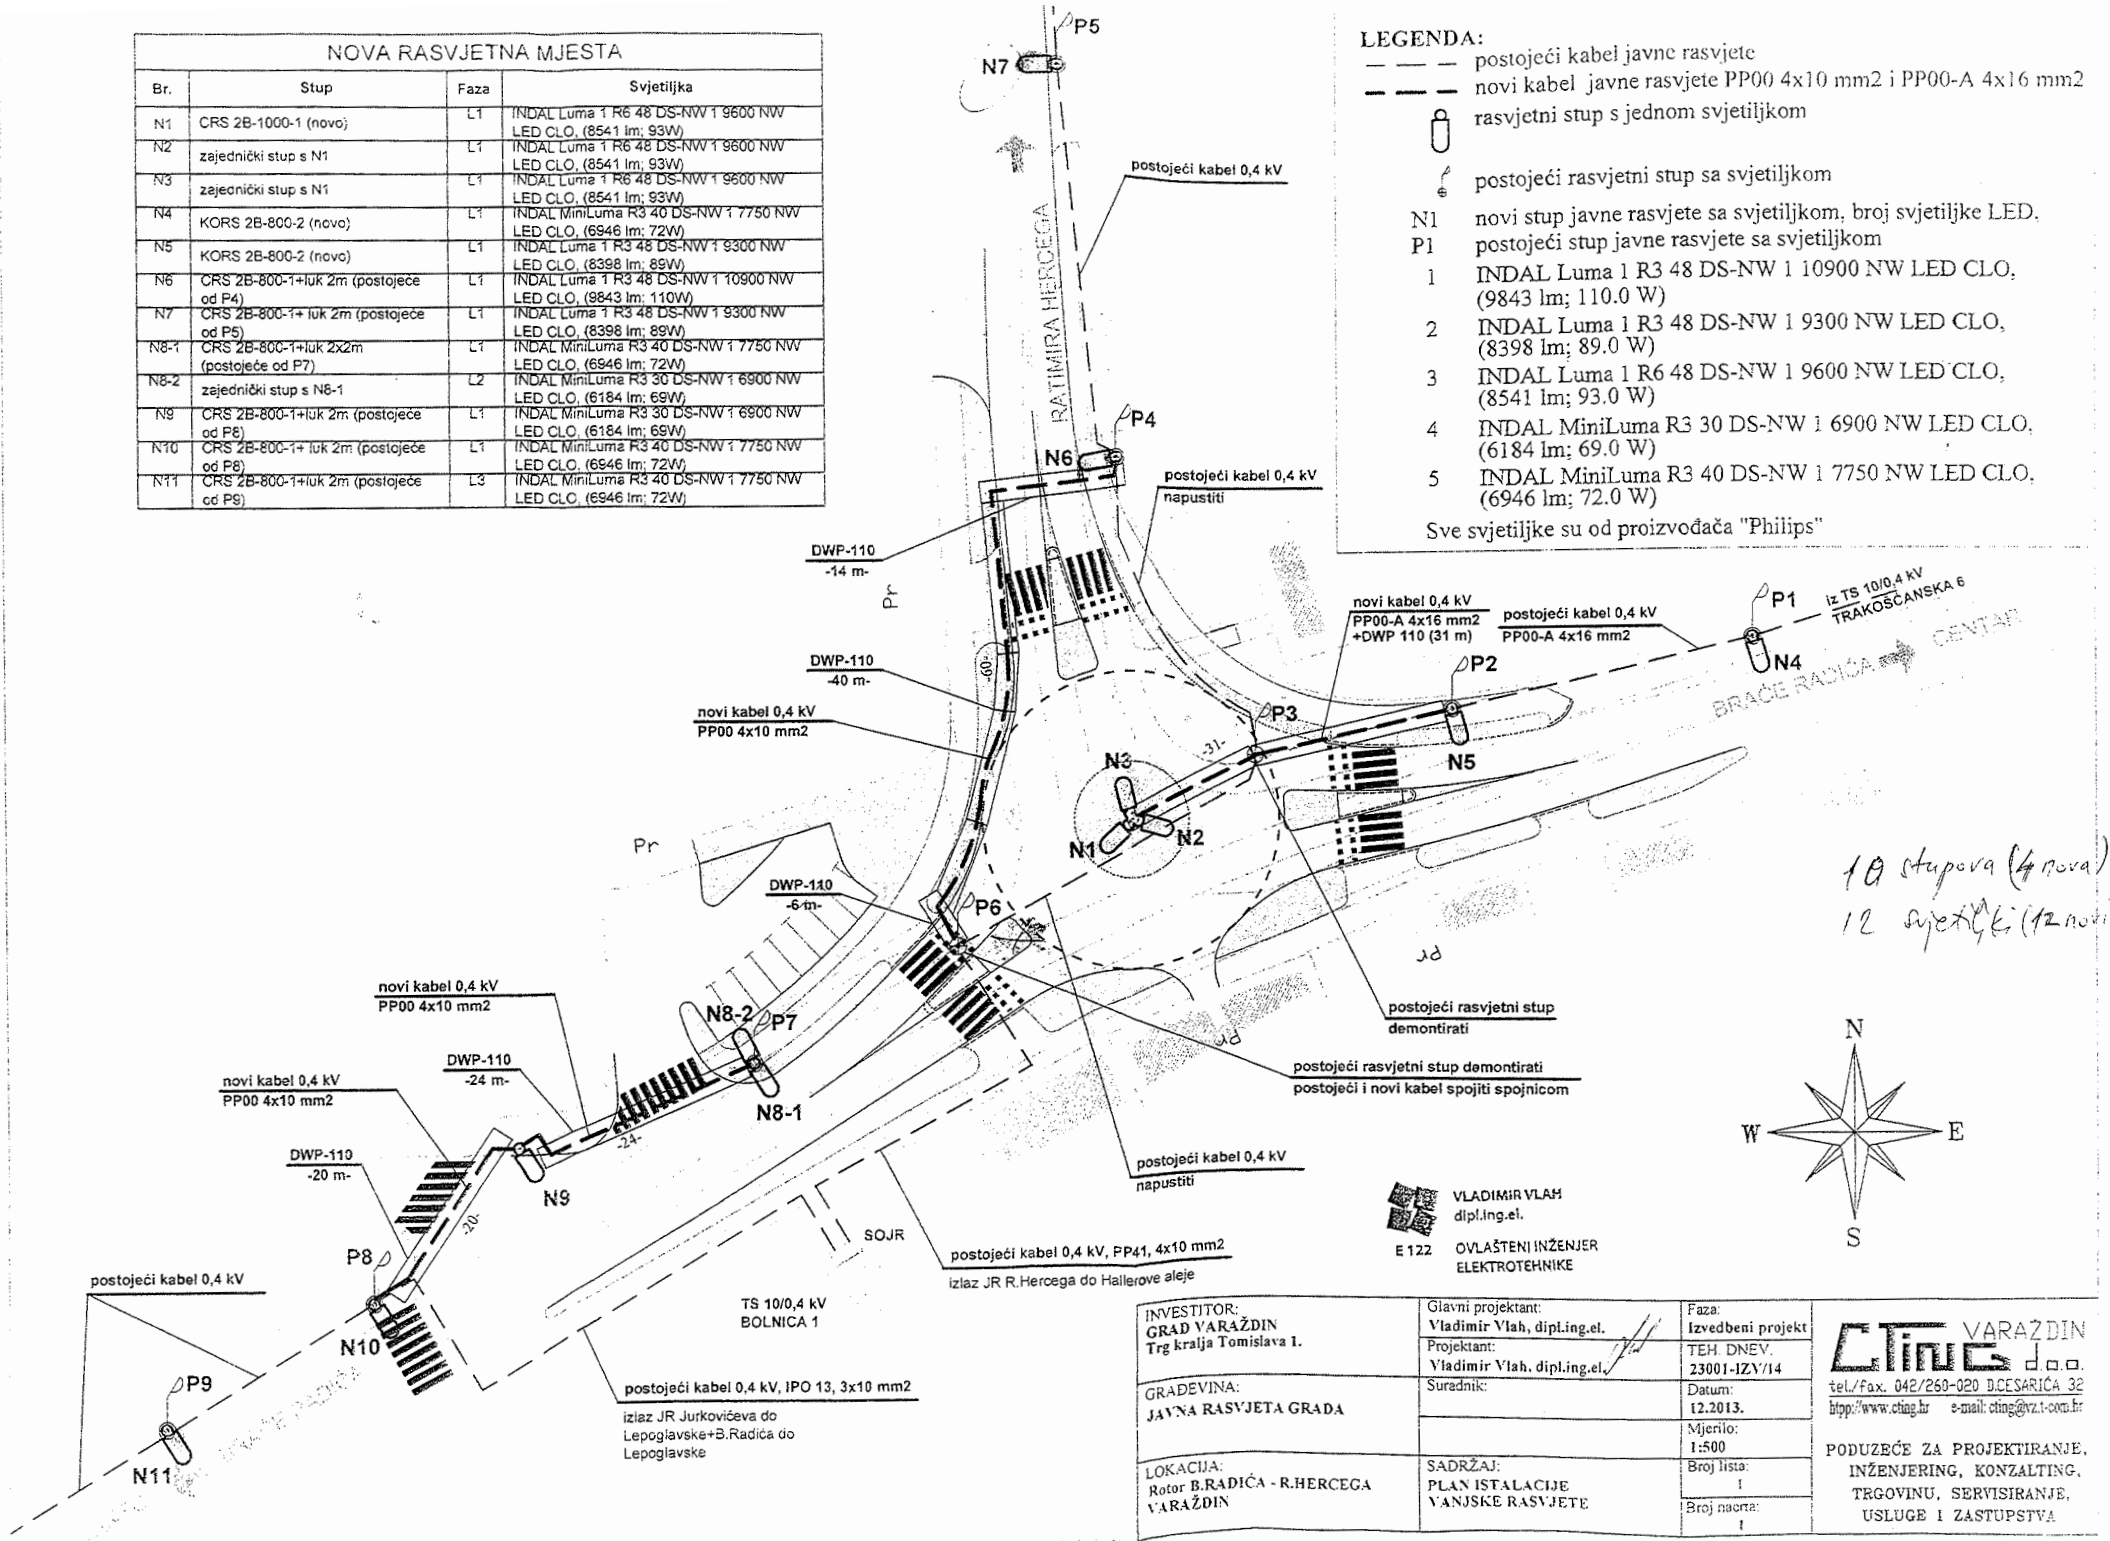 NOVA RASVJETNA MJESTA
Br. Stup Faza Svjetiljka
N1 CRS 2B-1000-1 (novo) L1 INDAL Luma 1 R6 48 DS-NW 1 9600 NW
LED CLO, (8541 lm; 93W)
N2 zajednički stup s N1 L1 INDAL Luma 1 R6 48 DS-NW 1 9600 NW
LED CLO, (8541 lm; 93W)
N3 zajednički stup s N1 L1 INDAL Luma 1 R6 48 DS-NW 1 9600 NW
LED CLO, (8541 lm; 93W)
N4 KORS 2B-800-2 (novo) L1 INDAL MiniLuma R3 40 DS-NW 1 7750 NW
LED CLO, (6946 lm; 72W)
N5 KORS 2B-800-2 (novo) L1 INDAL Luma 1 R3 48 DS-NW 1 9300 NW
LED CLO, (8398 lm; 89W)
N6 CRS 2B-800-1+luk 2m (postojeće L1 INDAL Luma 1 R3 48 DS-NW 1 10900 NW
od P4) LED CLO, (9843 lm; 110W)
N7 CRS 2B-800-1+ luk 2m (postojeće L1 INDAL Luma 1 R3 48 DS-NW 1 9300 NW
od P5) LED CLO, (8398 lm; 89W)
N8-1 CRS 2B-800-1+luk 2x2m L1 INDAL MiniLuma R3 40 DS-NW 1 7750 NW
(postojeće od P7) LED CLO, (6946 lm; 72W)
N8-2 zajednički stup s N8-1 L2 INDAL MiniLuma R3 30 DS-NW 1 6900 NW
LED CLO, (6184 lm; 69W)
N9 CRS 2B-800-1+luk 2m (postojeće L1 INDAL MiniLuma R3 30 DS-NW 1 6900 NW
od P8) LED CLO, (6184 lm; 69W)
N10 CRS 2B-800-1+ luk 2m (postojeće L1 INDAL MiniLuma R3 40 DS-NW 1 7750 NW
od P8) LED CLO, (6946 lm; 72W)
N11 CRS 2B-800-1+luk 2m (postojeće L3 INDAL MiniLuma R3 40 DS-NW 1 7750 NW
od P9) LED CLO, (6946 lm; 72W)
LEGENDA:
postojeći kabel javne rasvjete
novi kabel javne rasvjete PP00 4x10 mm2 i PP00-A 4x16 mm2
rasvjetni stup s jednom svjetiljkom
postojeći rasvjetni stup sa svjetiljkom
N1 novi stup javne rasvjete sa svjetiljkom, broj svjetiljke LED.
P1 postojeći stup javne rasvjete sa svjetiljkom
1 INDAL Luma 1 R3 48 DS-NW 1 10900 NW LED CLO,
(9843 lm; 110.0 W)
2 INDAL Luma 1 R3 48 DS-NW 1 9300 NW LED CLO,
(8398 lm; 89.0 W)
3 INDAL Luma 1 R6 48 DS-NW 1 9600 NW LED CLO,
(8541 lm; 93.0 W)
4 INDAL MiniLuma R3 30 DS-NW 1 6900 NW LED CLO,
(6184 lm; 69.0 W)
5 INDAL MiniLuma R3 40 DS-NW 1 7750 NW LED CLO,
(6946 lm; 72.0 W)
Sve svjetiljke su od proizvođača "Philips"
P5
N7
postojeći kabel 0,4 kV
RATIMIRA HERCEGA
P4
N6
postojeći kabel 0,4 kV
napustiti
DWP-110
-14 m-
Pr
DWP-110
-40 m-
-60-
novi kabel 0,4 kV
PP00 4x10 mm2
novi kabel 0,4 kV
PP00-A 4x16 mm2
+DWP 110 (31 m)
postojeći kabel 0,4 kV
PP00-A 4x16 mm2
P1
iz TS 10/0,4 kV
TRAKOŠĆANSKA 6
N4
BRAĆE RADIĆA
CENTAR
P2
N5
P3
-31-
N3
N1
N2
Pr
DWP-110
-6 m-
P6
10 stupova (4 nova)
12 svjetiljki (12 novi
Pr
Pr
postojeći rasvjetni stup
demontirati
postojeći rasvjetni stup demontirati
postojeći i novi kabel spojiti spojnicom
novi kabel 0,4 kV
PP00 4x10 mm2
N8-2
P7
N8-1
DWP-110
-24 m-
-24-
novi kabel 0,4 kV
PP00 4x10 mm2
DWP-110
-20 m-
-20-
N9
postojeći kabel 0,4 kV
napustiti
SOJR
postojeći kabel 0,4 kV, PP41, 4x10 mm2
izlaz JR R.Hercega do Hallerove aleje
P8
N10
postojeći kabel 0,4 kV
TS 10/0,4 kV
BOLNICA 1
postojeći kabel 0,4 kV, IPO 13, 3x10 mm2
izlaz JR Jurkovićeva do
Lepoglavske+B.Radića do
Lepoglavske
P9
N11
BRAĆE RADIĆA
N
W
E
S
VLADIMIR VLAH
dipl.ing.el.
E 122 OVLAŠTENI INŽENJER
ELEKTROTEHNIKE
INVESTITOR:
GRAD VARAŽDIN
Trg kralja Tomislava 1.
Glavni projektant:
Vladimir Vlah, dipl.ing.el.
Projektant:
Vladimir Vlah, dipl.ing.el.
Suradnik:
Faza:
Izvedbeni projekt
TEH. DNEV.
23001-IZV/14
Datum:
12.2013.
Mjerilo:
1:500
GRAĐEVINA:
JAVNA RASVJETA GRADA
LOKACIJA:
Rotor B.RADIĆA - R.HERCEGA
VARAŽDIN
SADRŽAJ:
PLAN ISTALACIJE
VANJSKE RASVJETE
Broj lista:
1
Broj nacrta:
1
CTing VARAŽDIN
d.o.o.
tel./fax. 042/260-020 D.CESARIĆA 32
htpp://www.cting.hr e-mail: cting@vz.t-com.hr
PODUZEĆE ZA PROJEKTIRANJE,
INŽENJERING, KONZALTING,
TRGOVINU, SERVISIRANJE,
USLUGE I ZASTUPSTVA